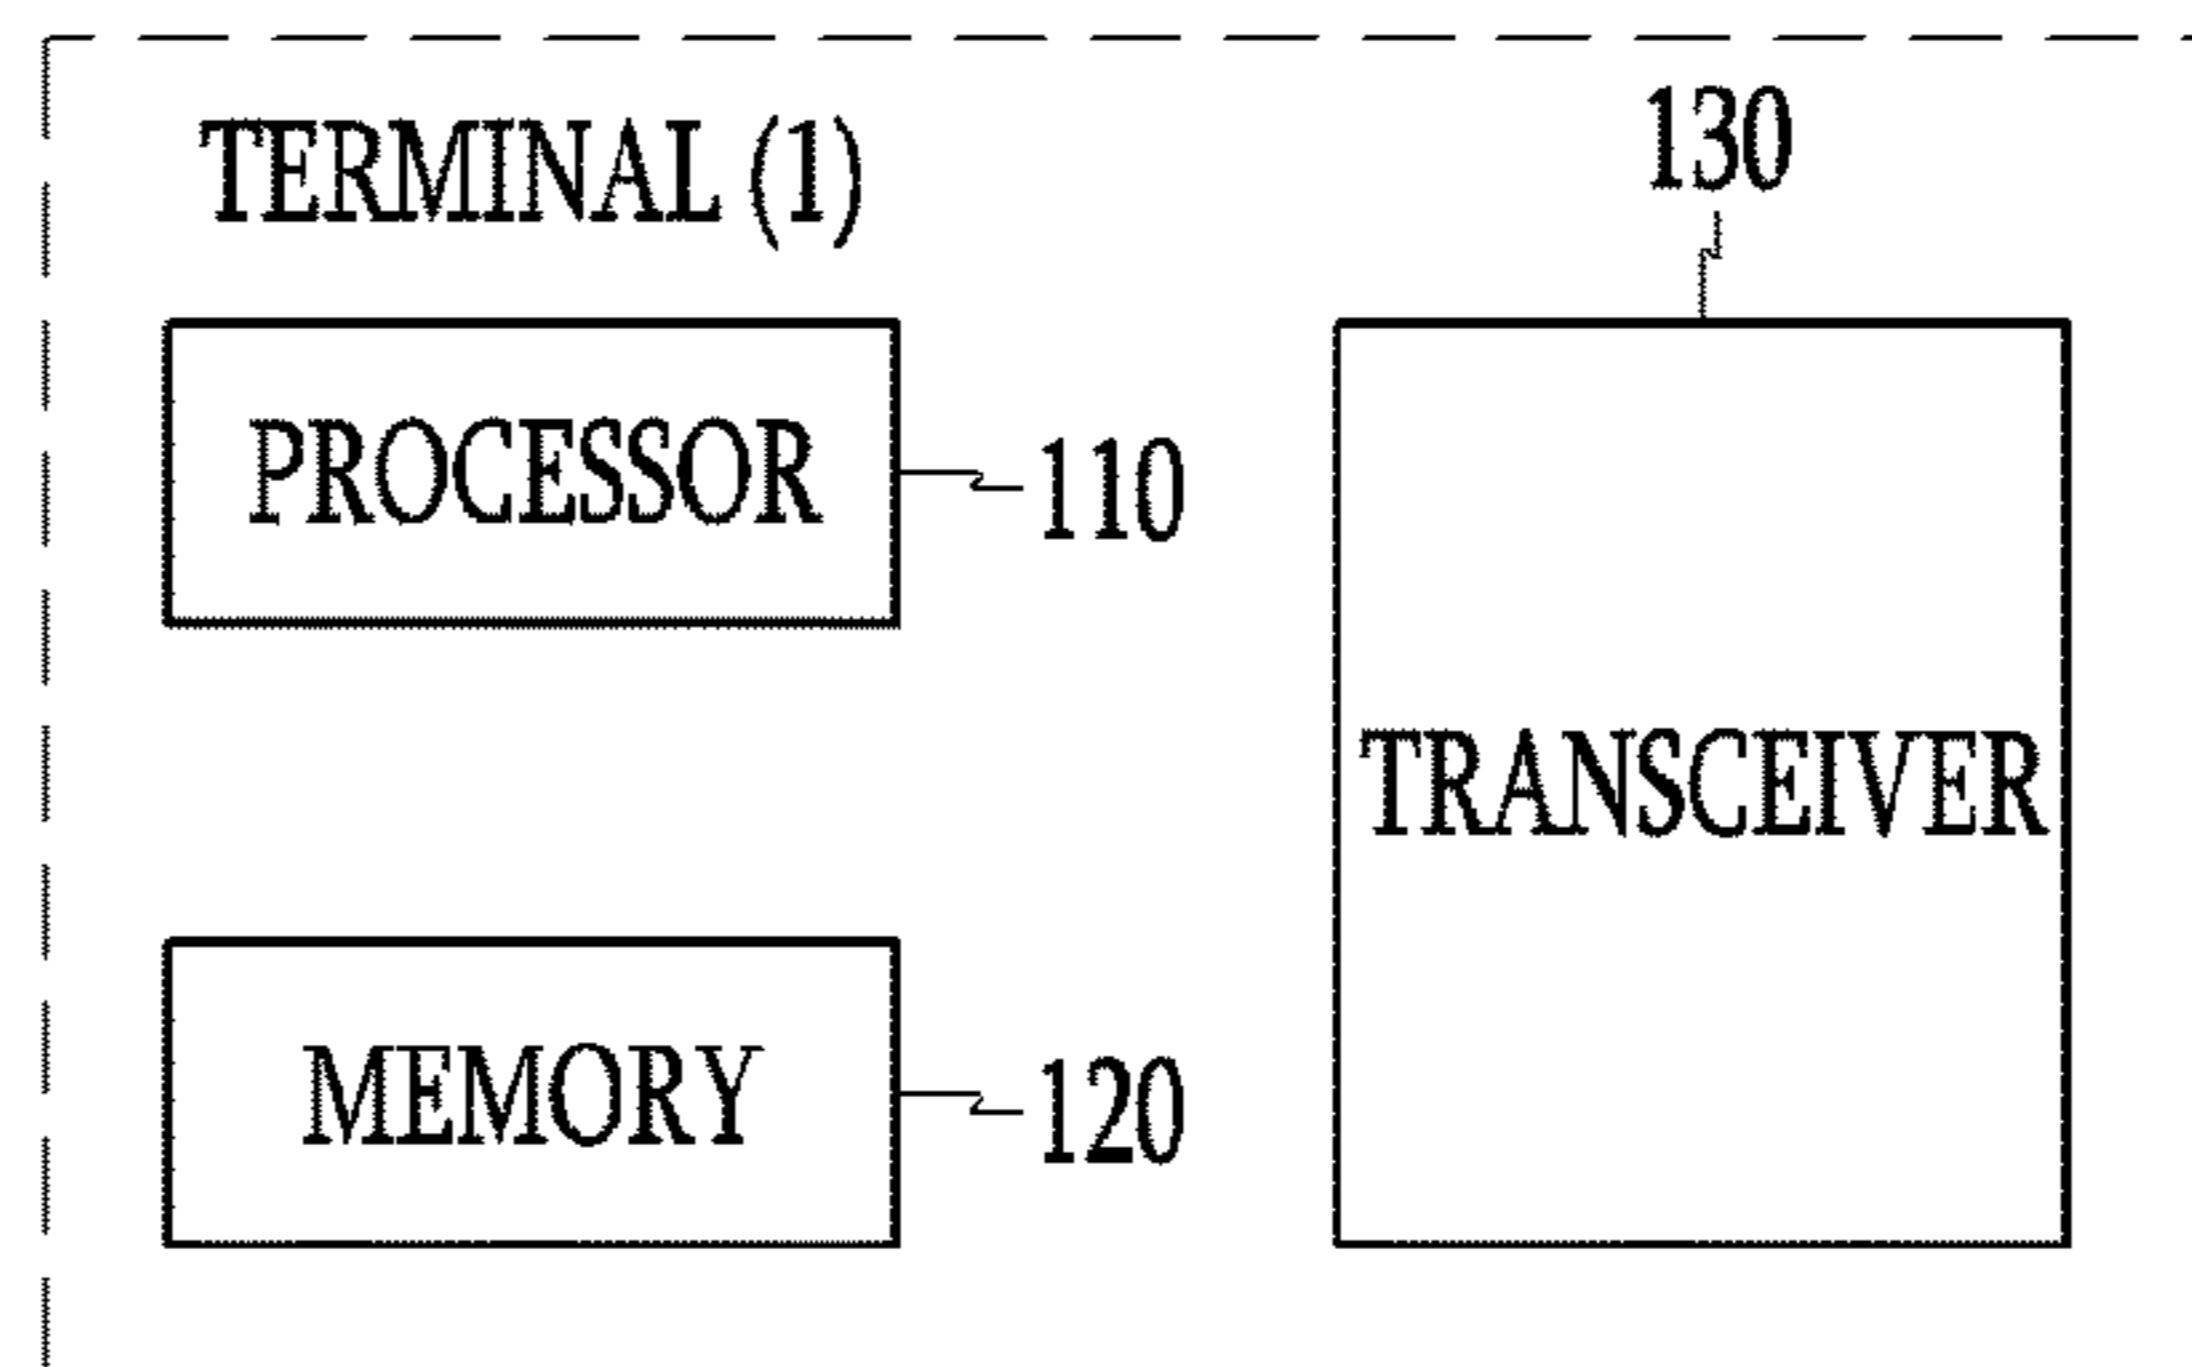 TERMINAL (1)
130
PROCESSOR
110
TRANSCEIVER
MEMORY
120